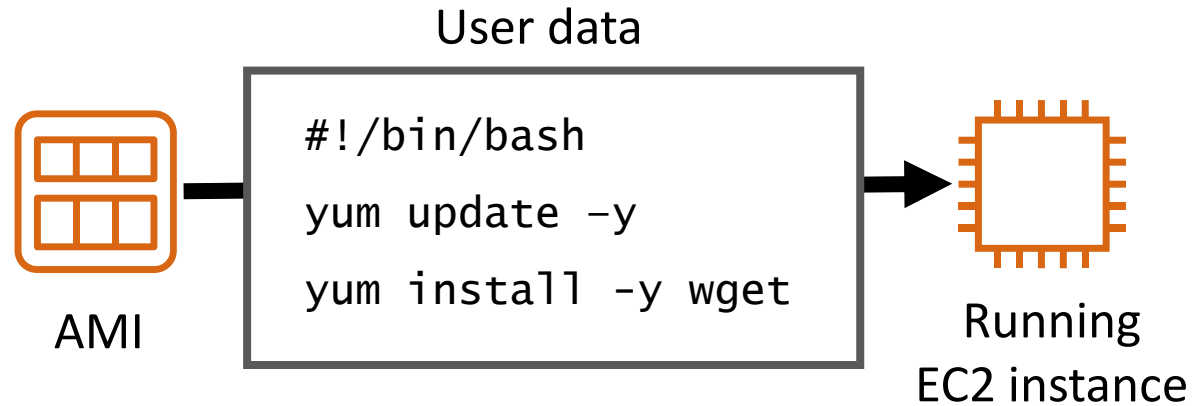 User data
#!/bin/bash
yum update –y
yum install -y wget
AMI
Running
EC2 instance